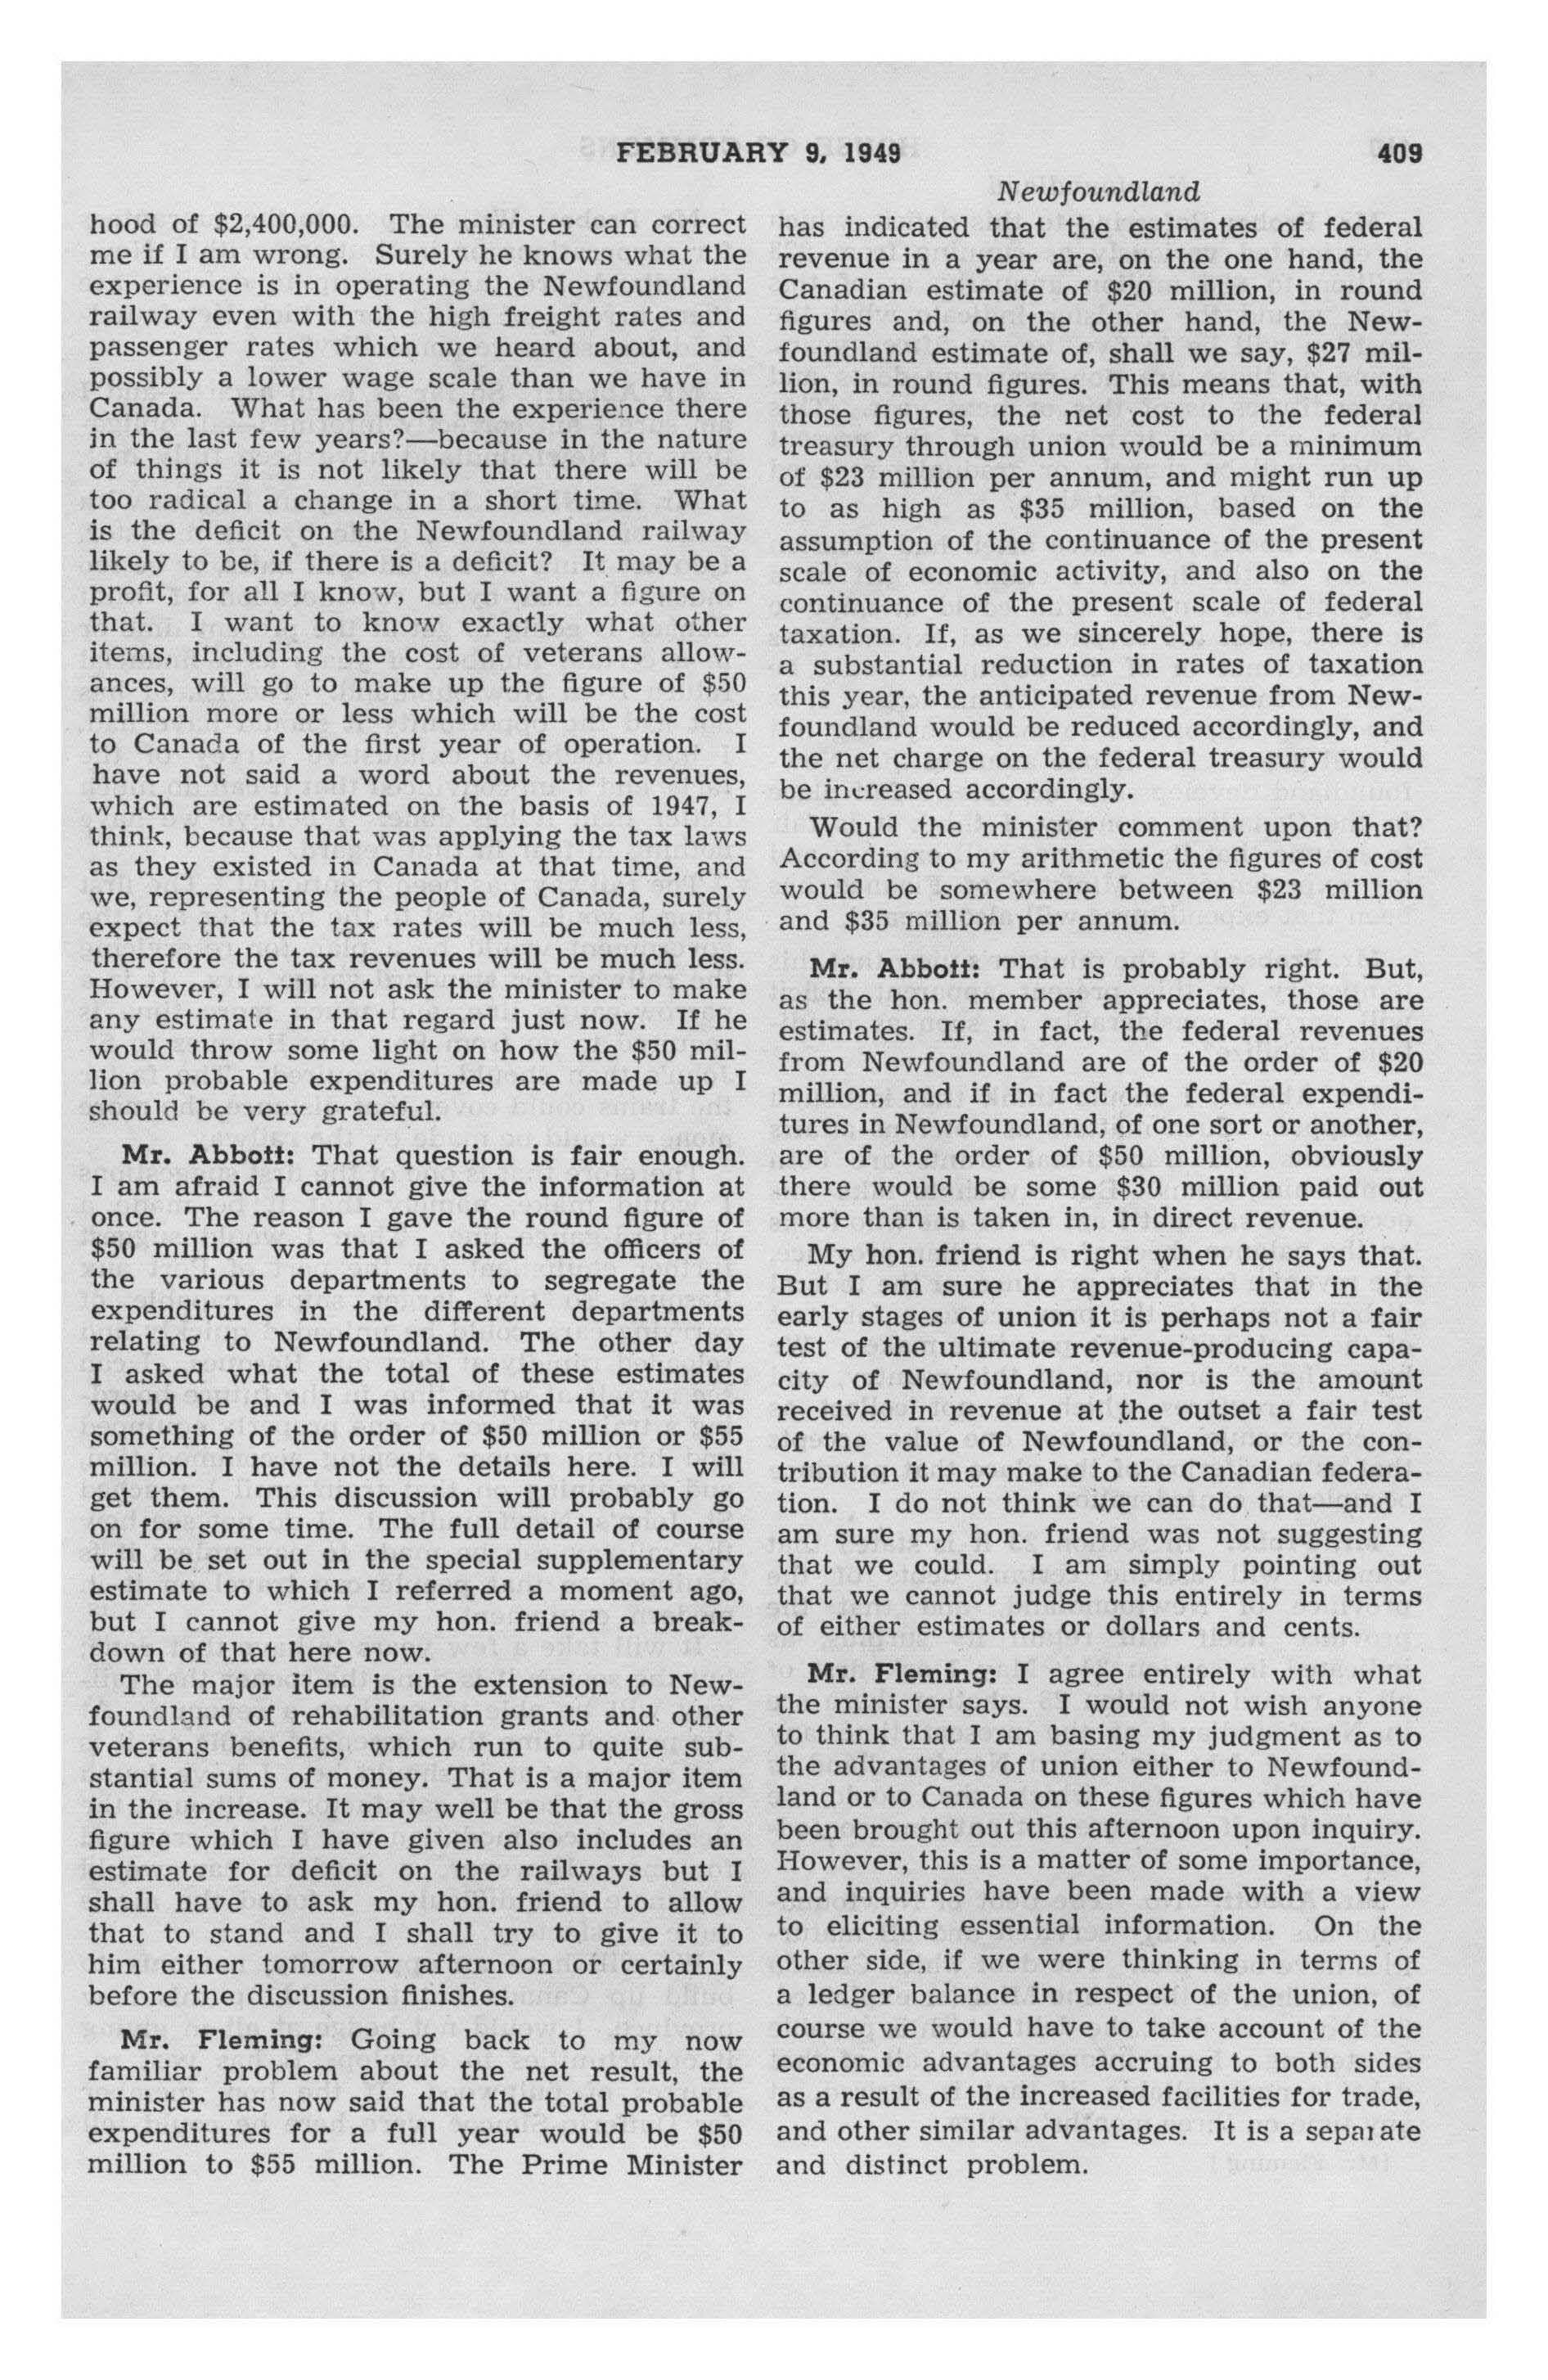 FEBRUARY 9, 1949 409
Newfoundland
hood of $2,400,000. The minister can correct
me if I am wrong. Surely he knows what the
experience is in operating the Newfoundland
railway even with the high freight rates and
passenger rates which we heard about, and
possibly a lower wage scale than we have in
Canada. What has been the experience there
in the last few years?—because in the nature
of things it is not likely that there will be
too radical a change in a short time. What
is the deficit on the Newfoundland railway
likely to be, if there is a deficit? It may be a
profit, for all I know, but I want a figure on
that. I want to know exactly what other
items, including the cost of veterans allow-
ances, will go to make up the figure of $50
million more or less which will be the cost
to Canada of the first year of operation. I
have not said a word about the revenues,
which are estimated on the basis of 1947, I
think, because that was applying the tax laws
as they existed in Canada at that time, and
we, representing the people of Canada, surely
expect that the tax rates will be much less,
therefore the tax revenues will be much less.
However, I will not ask the minister to make
any estimate in that regard just now. If he
would throw some light on how the $50 mil-
lion probable expenditures are made up I
should be very grateful.
Mr. Abbott: That question is fair enough.
I am afraid I cannot give the information at
once. The reason I gave the round figure of
$50 million was that I asked the officers of
the various departments to segregate the
expenditures in the different departments
relating to Newfoundland. The other day
I asked what the total of these estimates
would be and I was informed that it was
something of the order of $50 million or $55
million. I have not the details here. I will
get them. This discussion will probably go
on for some time. The full detail of course
will be set out in the special supplementary
estimate to which I referred a moment ago,
but I cannot give my hon. friend a break-
down of that here now.
The major item is the extension to New-
foundland of rehabilitation grants and other
veterans benefits, which run to quite sub-
stantial sums of money. That is a major item
in the increase. It may well be that the gross
figure which I have given also includes an
estimate for deficit on the railways but I
shall have to ask my hon. friend to allow
that to stand and I shall try to give it to
him either tomorrow afternoon or certainly
before the discussion finishes.
Mr. Fleming: Going back to my now
familiar problem about the net result, the
minister has now said that the total probable
expenditures for a full year would be $50
million to $55 million. The Prime Minister
has indicated that the estimates of federal
revenue in a year are, on the one hand, the
Canadian estimate of $20 million, in round
figures and, on the other hand, the New-
foundland estimate of, shall we say, $27 mil-
lion, in round figures. This means that, with
those figures, the net cost to the federal
treasury through union would be a minimum
of $23 million per annum, and might run up
to as high as $35 million, based on the
assumption of the continuance of the present
scale of economic activity, and also on the
continuance of the present scale of federal
taxation. If, as we sincerely hope, there is
a substantial reduction in rates of taxation
this year, the anticipated revenue from New-
foundland would be reduced accordingly, and
the net charge on the federal treasury would
be increased accordingly.
Would the minister comment upon that?
According to my arithmetic the figures of cost
would be somewhere between $23 million
and $35 million per annum.
Mr. Abbott: That is probably right. But,
as the hon. member appreciates, those are
estimates. If, in fact, the federal revenues
from Newfoundland are of the order of $20
million, and if in fact the federal expendi-
tures in Newfoundland, of one sort or another,
are of the order of $50 million, obviously
there would be some $30 million paid out
more than is taken in, in direct revenue.
My hon. friend is right when he says that.
But I am sure he appreciates that in the
early stages of union it is perhaps not a fair
test of the ultimate revenue-producing capa-
city of Newfoundland, nor is the amount
received in revenue at the outset a fair test
of the value of Newfoundland, or the con-
tribution it may make to the Canadian federa-
tion. I do not think we can do that—and I
am sure my hon. friend was not suggesting
that we could. I am simply pointing out
that we cannot judge this entirely in terms
of either estimates or dollars and cents.
Mr. Fleming: I agree entirely with what
the minister says. I would not wish anyone
to think that I am basing my judgment as to
the advantages of union either to Newfound-
land or to Canada on these figures which have
been brought out this afternoon upon inquiry.
However, this is a matter of some importance,
and inquiries have been made with a view
to eliciting essential information. On the
other side, if we were thinking in terms of
a ledger balance in respect of the union, of
course we would have to take account of the
economic advantages accruing to both sides
as a result of the increased facilities for trade,
and other similar advantages. It is a separate
and distinct problem.